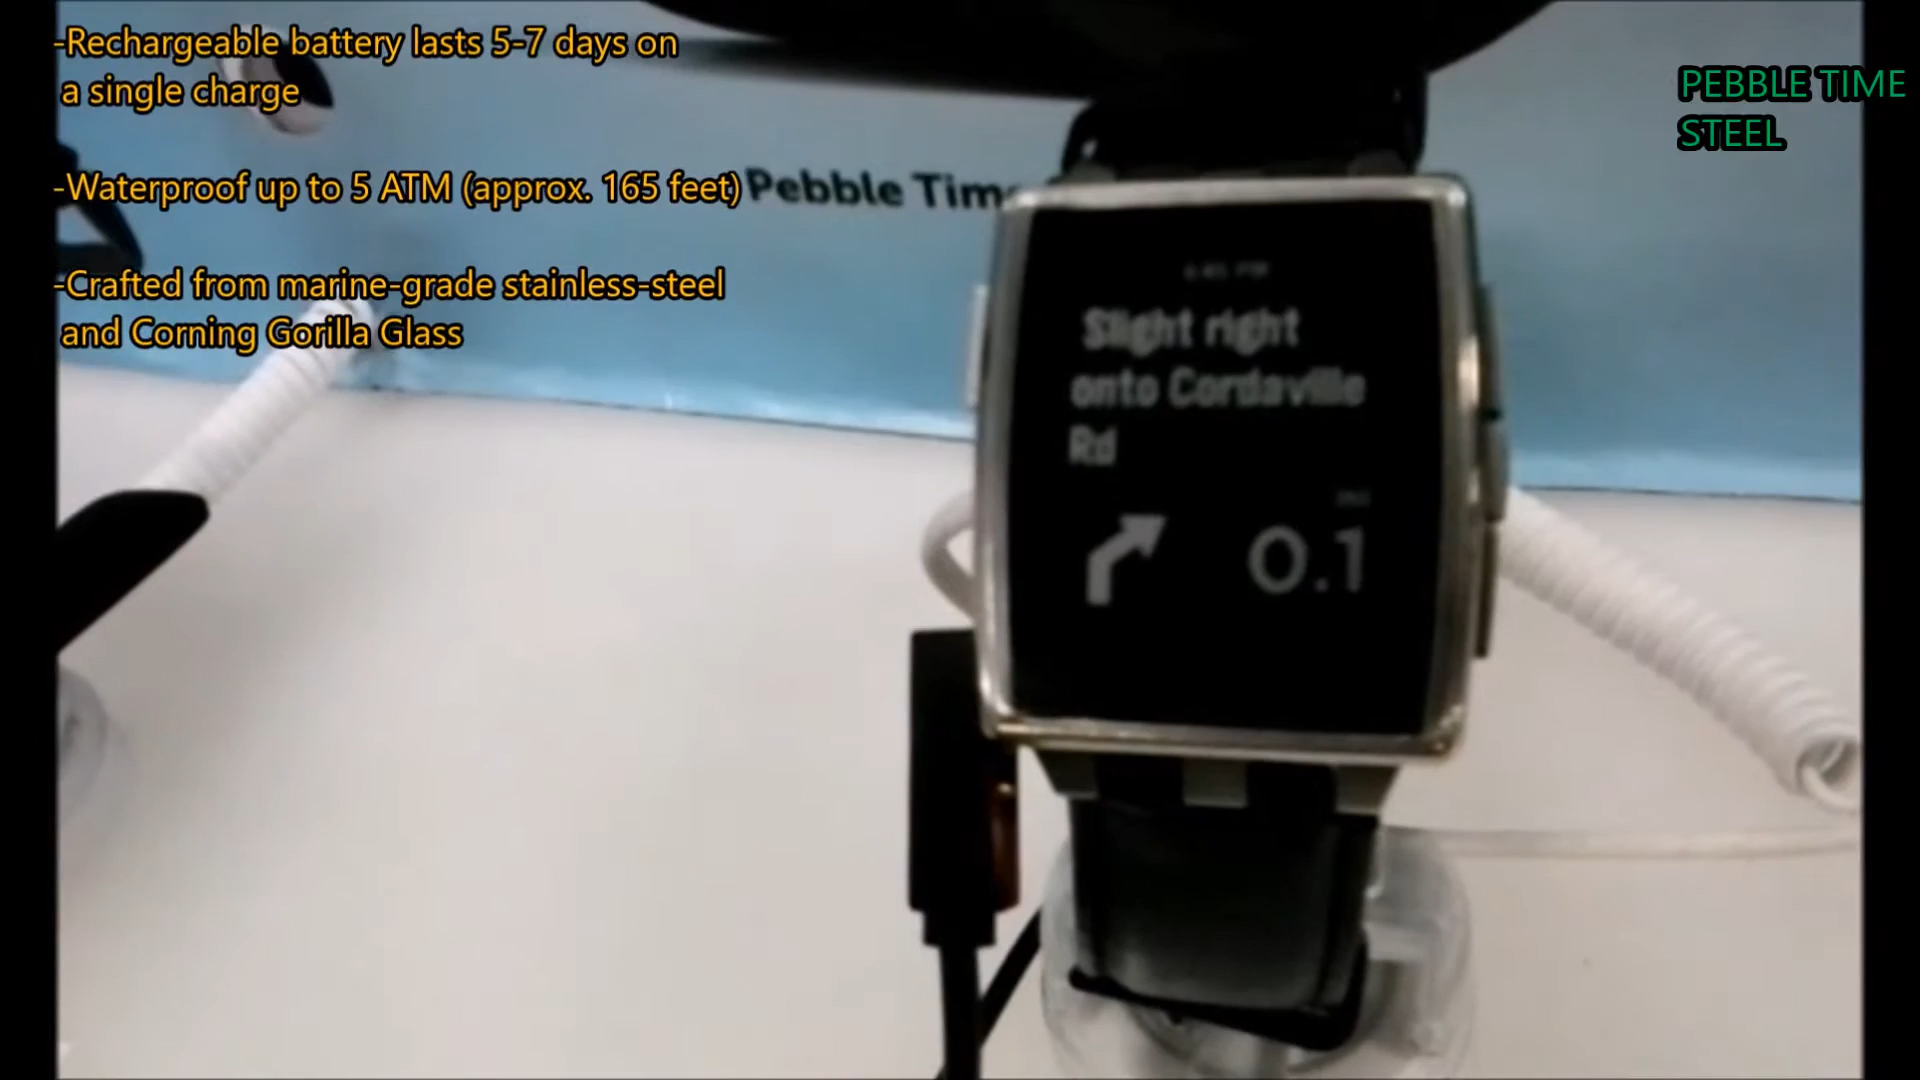 -Rechargeable battery lasts 5-7 days on
a single charge
-Waterproof up to 5 ATM (approx. 165 feet)
-Crafted from marine-grade stainless-steel
and Corning Gorilla Glass
PEBBLE TIME
STEEL
Pebble Time
Slight right
onto Cordaville
Rd
0.1